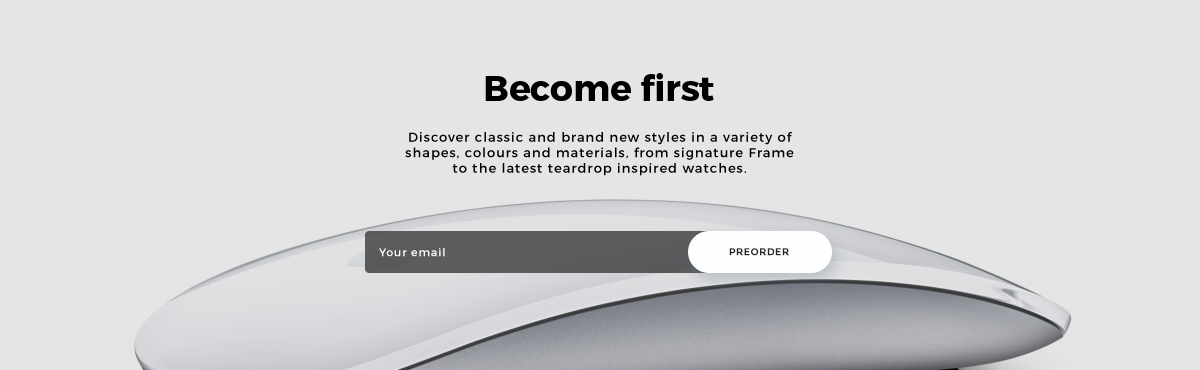 Become first
Discover classic and brand new styles in a variety of
shapes, colours and materials, from signature Frame
to the latest teardrop inspired watches.
Your email
PREORDER